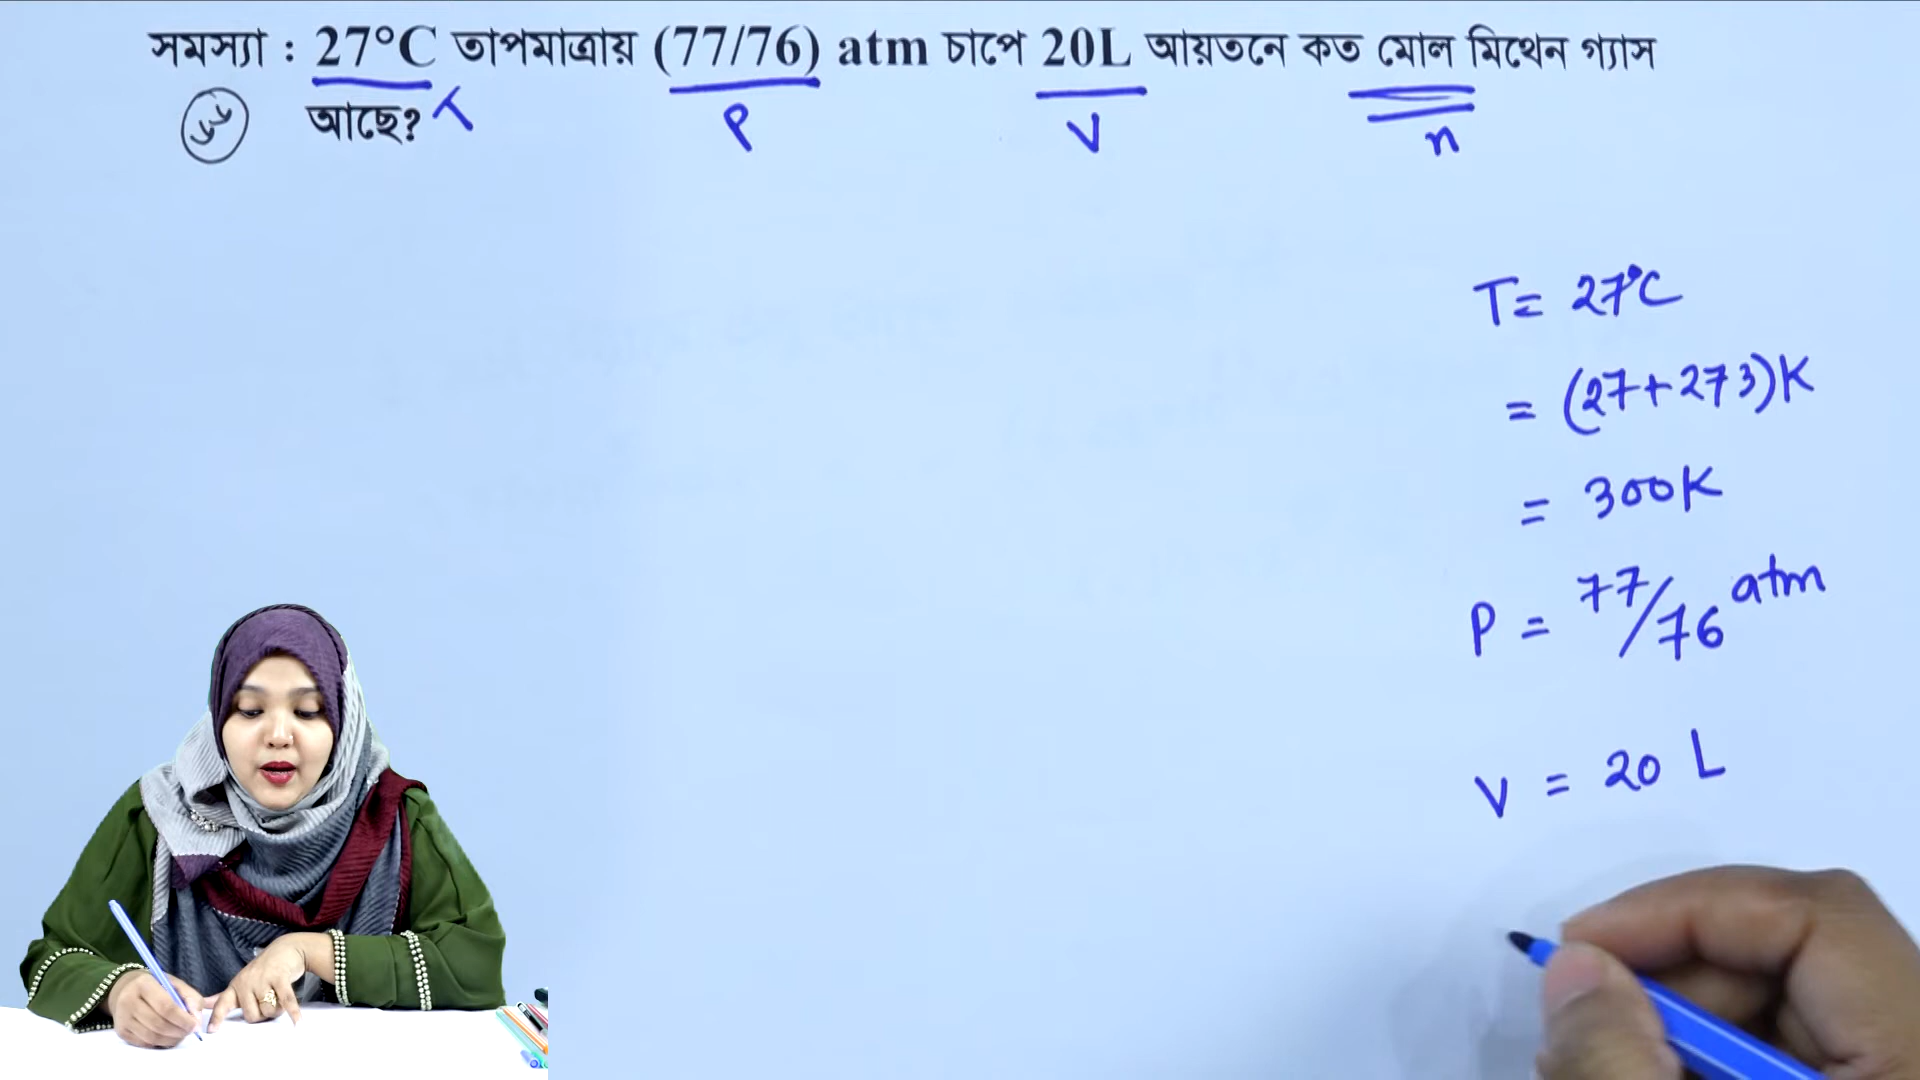 সমস্যা : 27°C তাপমাত্রায় (77/76) atm চাপে 20L আয়তনে কত মোল মিথেন গ্যাস
আছে?
T
P
V
n
T = 27°C
= (27+273)K
= 300K
P = 77/76 atm
V = 20 L